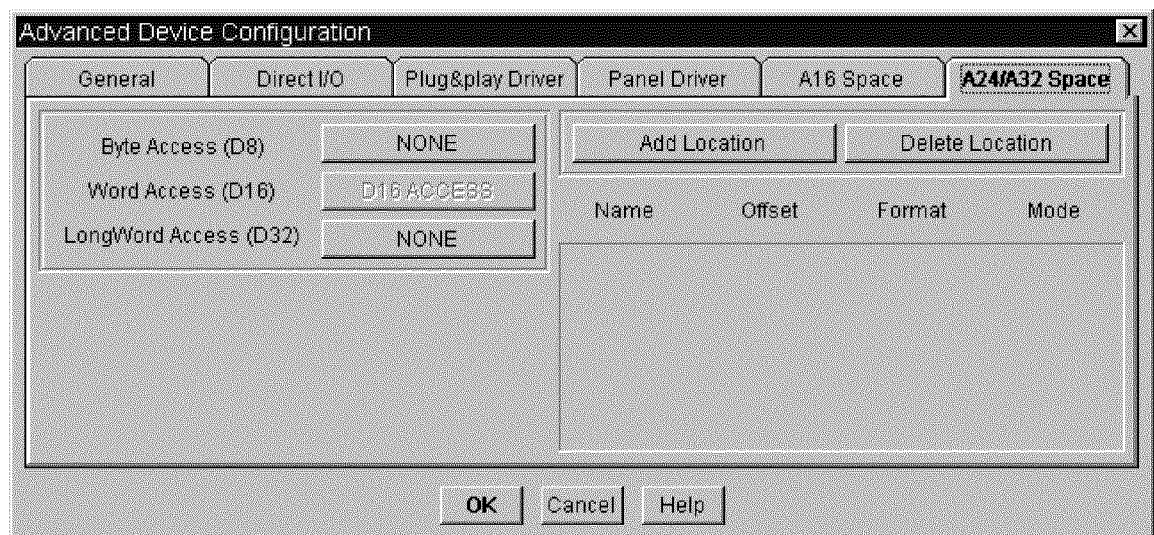 Advanced Device Configuration
General Direct I/O Plug&play Driver Panel Driver A16 Space A24/A32 Space
Byte Access (D8) NONE
Word Access (D16) D16 ACCESS
LongWord Access (D32) NONE
Add Location Delete Location
Name Offset Format Mode
OK Cancel Help